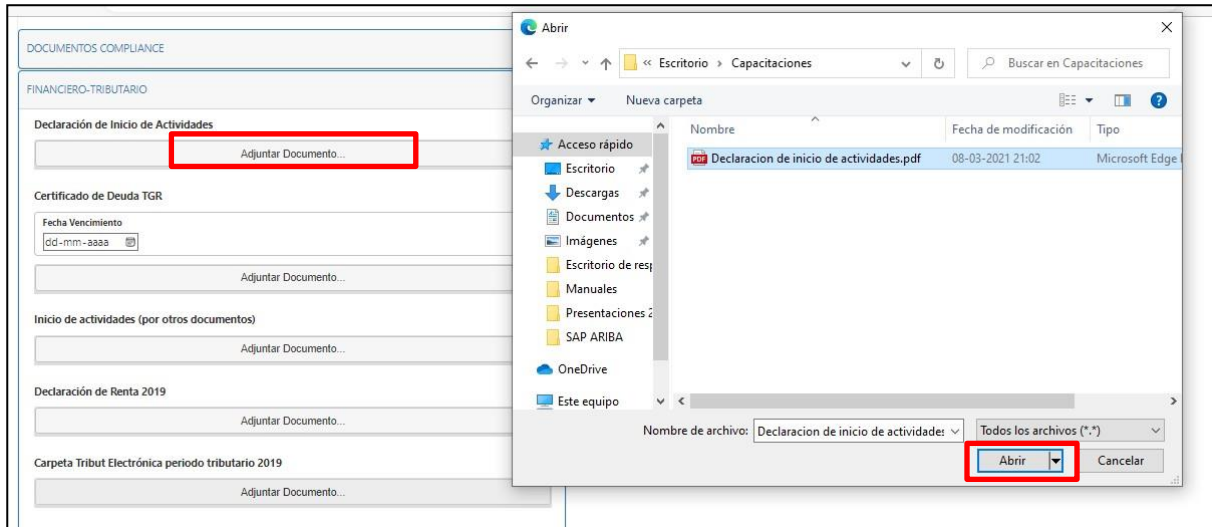 DOCUMENTOS COMPLIANCE
FINANCIERO-TRIBUTARIO
Declaración de Inicio de Actividades
Adjuntar Documento...
Certificado de Deuda TGR
Fecha Vencimiento
dd-mm-aaaa
Adjuntar Documento...
Inicio de actividades (por otros documentos)
Adjuntar Documento...
Declaración de Renta 2019
Adjuntar Documento...
Carpeta Tribut Electrónica periodo tributario 2019
Adjuntar Documento...
Abrir
« Escritorio › Capacitaciones
Buscar en Capacitaciones
Organizar Nueva carpeta
Nombre Fecha de modificación Tipo
Declaracion de inicio de actividades.pdf 08-03-2021 21:02 Microsoft Edge
Acceso rápido
Escritorio
Descargas
Documentos
Imágenes
Escritorio de
Manuales
Presentaciones
SAP ARIBA
OneDrive
Este equipo
Nombre de archivo: Declaracion de inicio de actividades Todos los archivos (*.*)
Abrir Cancelar